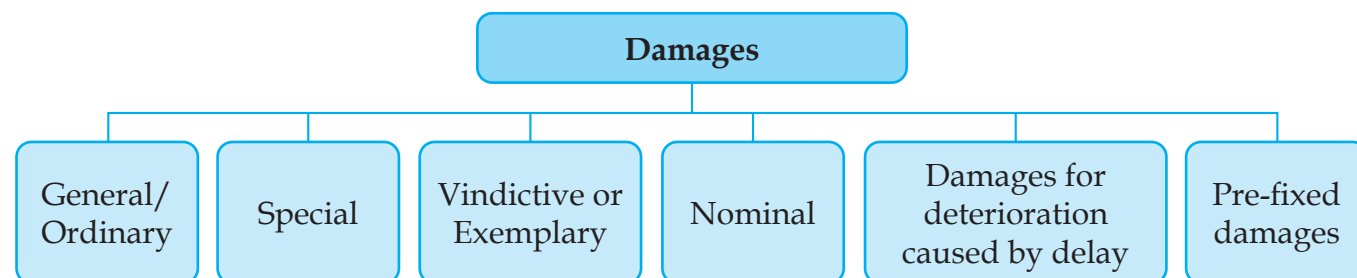 Damages
General/
Ordinary
Special
Vindictive or
Exemplary
Nominal
Damages for
deterioration
caused by delay
Pre-fixed
damages